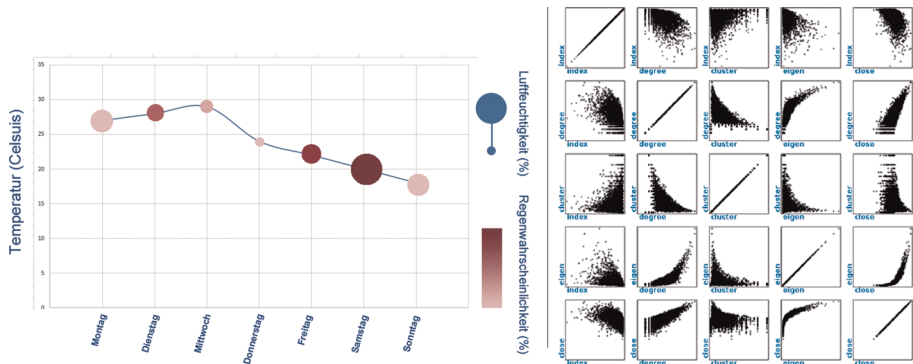 Temperatur (Celsuis)
35
30
25
20
15
10
5
0
Montag
Dienstag
Mittwoch
Donnerstag
Freitag
Samstag
Sonntag
Luftfeuchtigkeit (%)
Regenwahrscheinlichkeit (%)
index
index
index
degree
index
cluster
index
eigen
index
close
degree
index
degree
degree
degree
cluster
degree
eigen
degree
close
cluster
index
cluster
degree
cluster
cluster
cluster
eigen
cluster
close
eigen
index
eigen
degree
eigen
cluster
eigen
eigen
eigen
close
close
index
close
degree
close
cluster
close
eigen
close
close